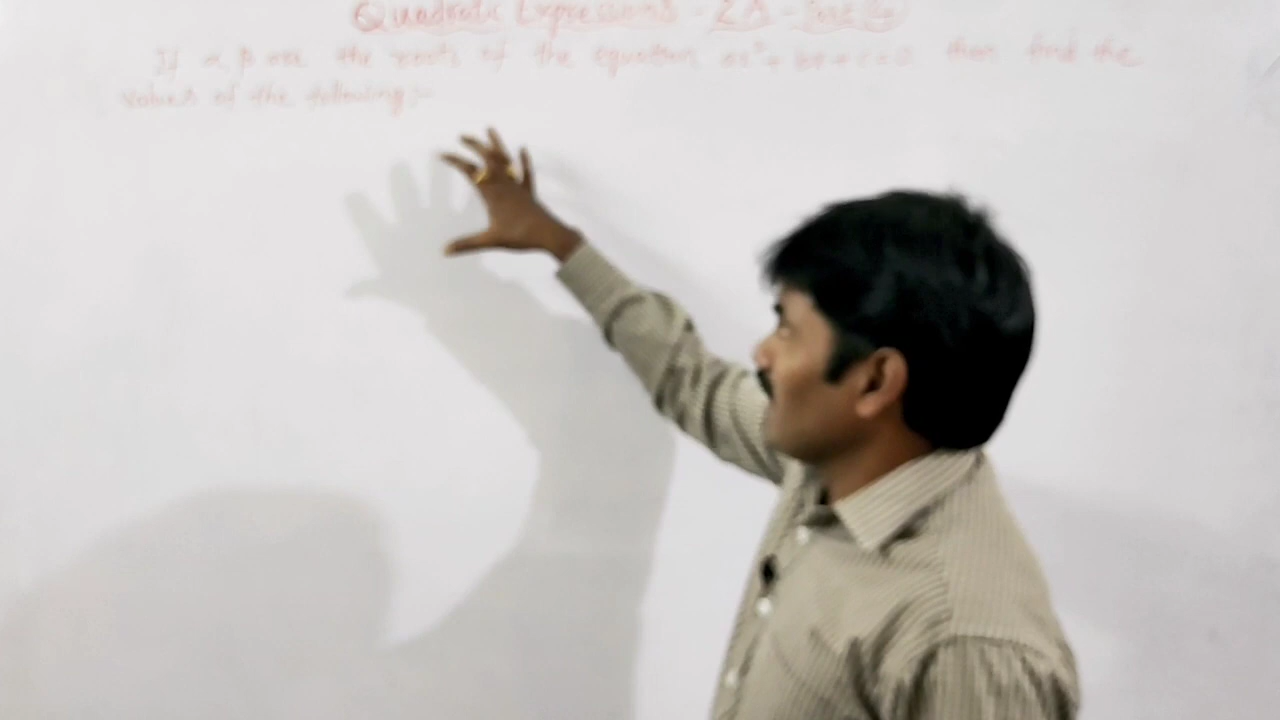 Quadratic Expressions - 2A - Part
If α β are the roots of the equation ax²+bx+c=0 then find the
values of the following:-